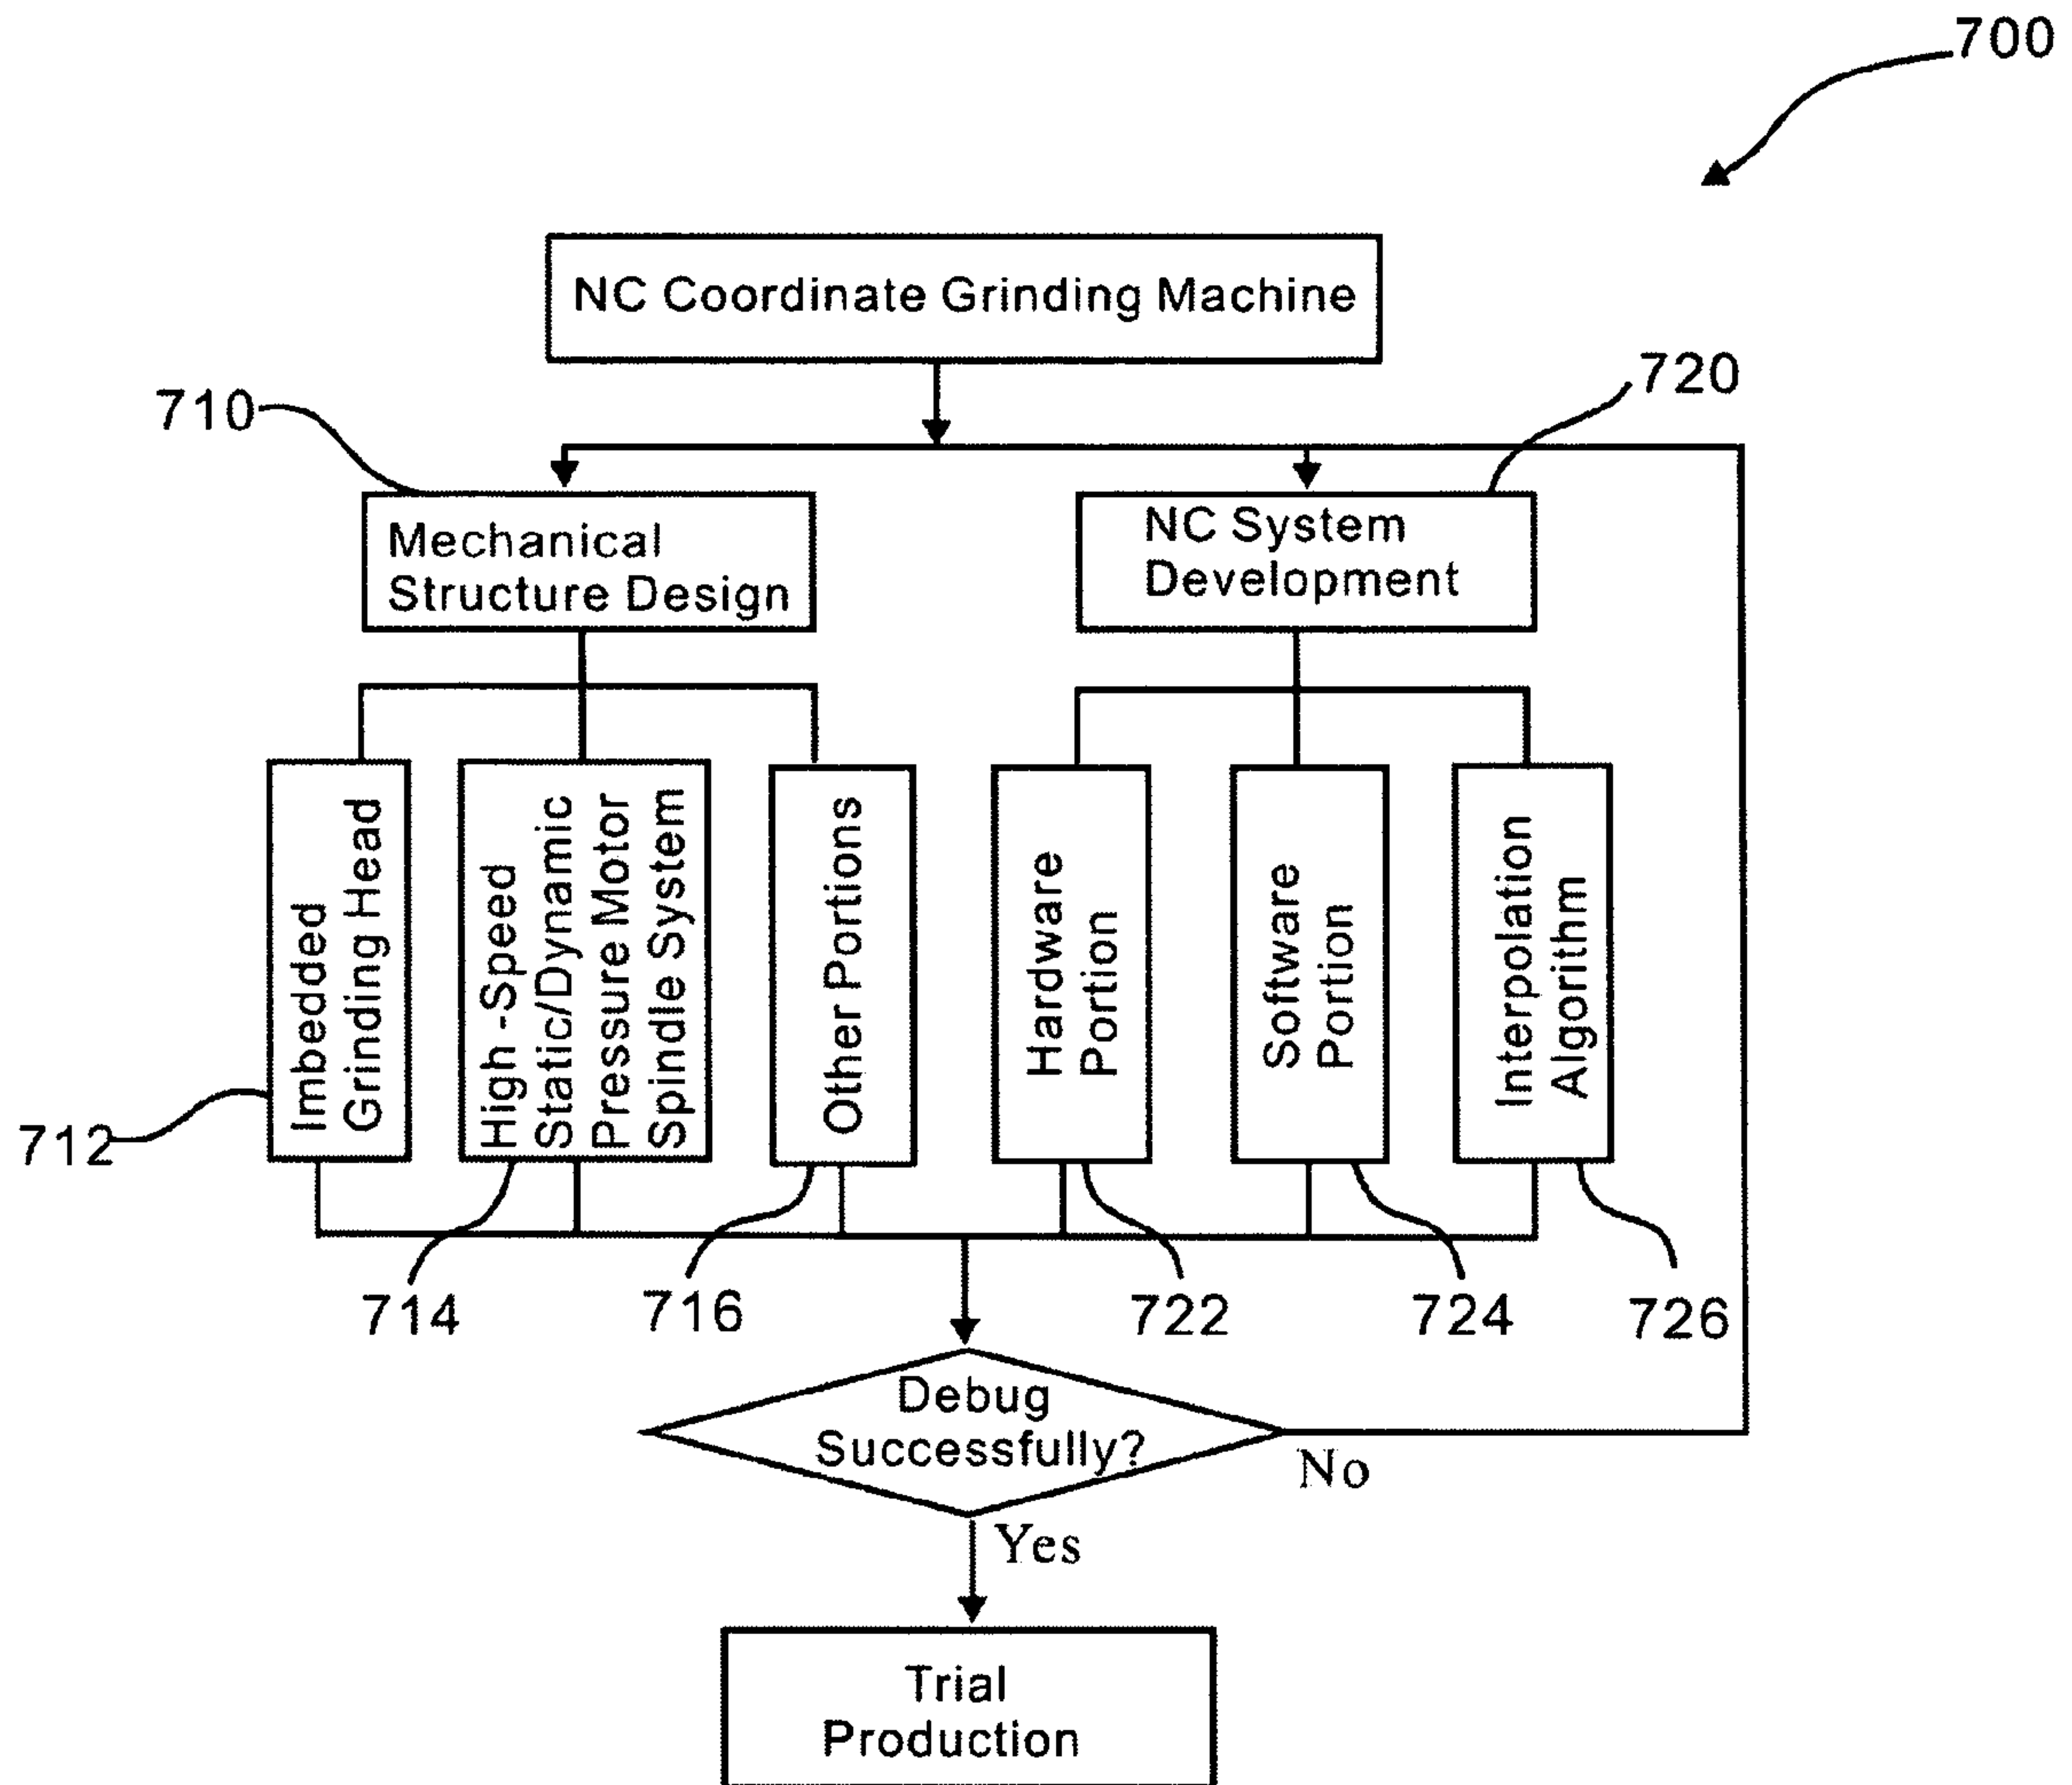 700
NC Coordinate Grinding Machine
710
720
Mechanical
Structure Design
NC System
Development
Imbedded
Grinding Head
High -Speed
Static/Dynamic
Pressure Motor
Spindle System
Other Portions
Hardware
Portion
Software
Portion
Interpolation
Algorithm
712
714
716
722
724
726
Debug
Successfully?
No
Yes
Trial
Production